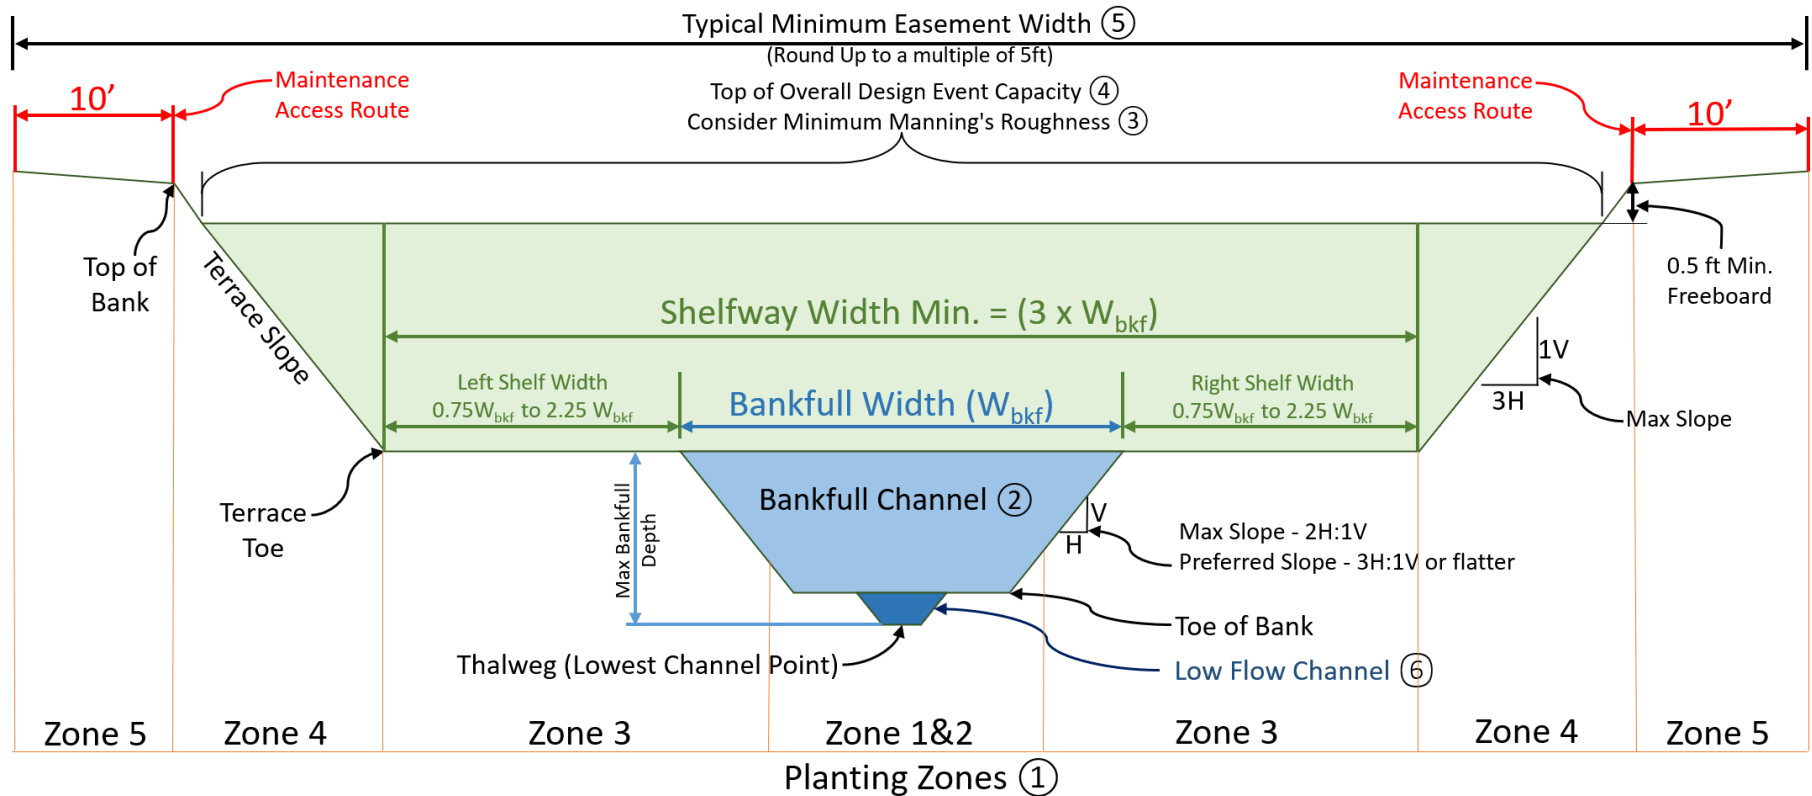 Typical Minimum Easement Width ⑤
(Round Up to a multiple of 5ft)
10’
Maintenance
Access Route
Top of Overall Design Event Capacity ④
Consider Minimum Manning's Roughness ③
Maintenance
Access Route
10’
Top of
Bank
Terrace Slope
0.5 ft Min.
Freeboard
Shelfway Width Min. = (3 x Wbkf)
1V
3H
Max Slope
Left Shelf Width
0.75Wbkf to 2.25 Wbkf
Bankfull Width (Wbkf)
Right Shelf Width
0.75Wbkf to 2.25 Wbkf
Terrace
Toe
Max Bankfull
Depth
Bankfull Channel ②
V
H
Max Slope - 2H:1V
Preferred Slope - 3H:1V or flatter
Toe of Bank
Thalweg (Lowest Channel Point)
Low Flow Channel ⑥
Zone 5
Zone 4
Zone 3
Zone 1&2
Zone 3
Zone 4
Zone 5
Planting Zones ①